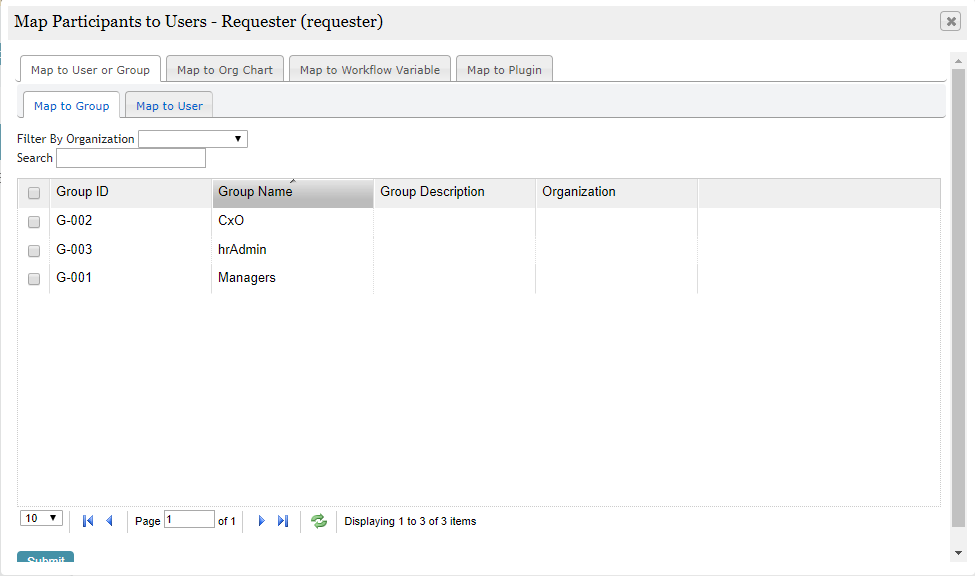 Map Participants to Users - Requester (requester)
Map to User or Group Map to Org Chart Map to Workflow Variable Map to Plugin
Map to Group Map to User
Filter By Organization
Search
Group ID Group Name Group Description Organization
G-002 CxO
G-003 hrAdmin
G-001 Managers
10 Page 1 of 1 Displaying 1 to 3 of 3 items
Submit